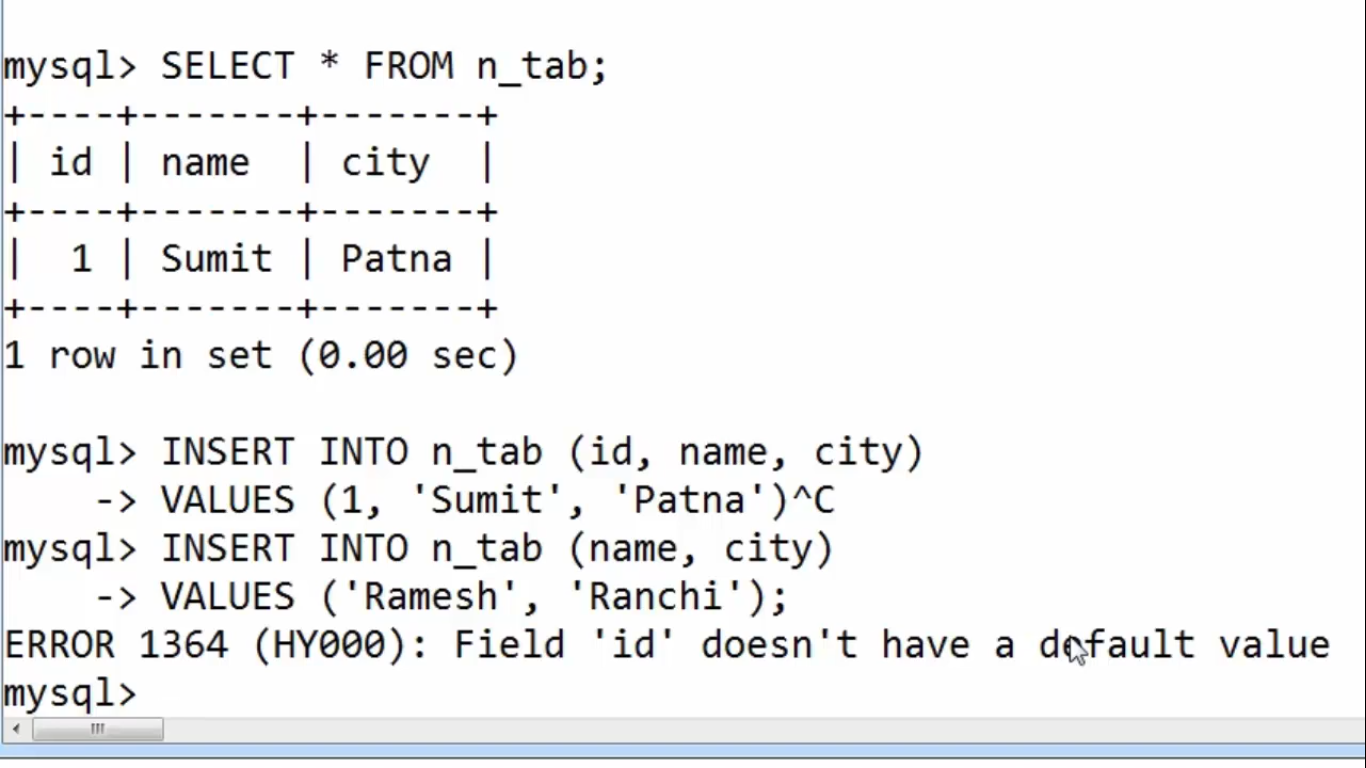 mysql> SELECT * FROM n_tab;
+----+-------+-------+
| id | name  | city  |
+----+-------+-------+
|  1 | Sumit | Patna |
+----+-------+-------+
1 row in set (0.00 sec)
mysql> INSERT INTO n_tab (id, name, city)
    -> VALUES (1, 'Sumit', 'Patna')^C
mysql> INSERT INTO n_tab (name, city)
    -> VALUES ('Ramesh', 'Ranchi');
ERROR 1364 (HY000): Field 'id' doesn't have a default value
mysql>